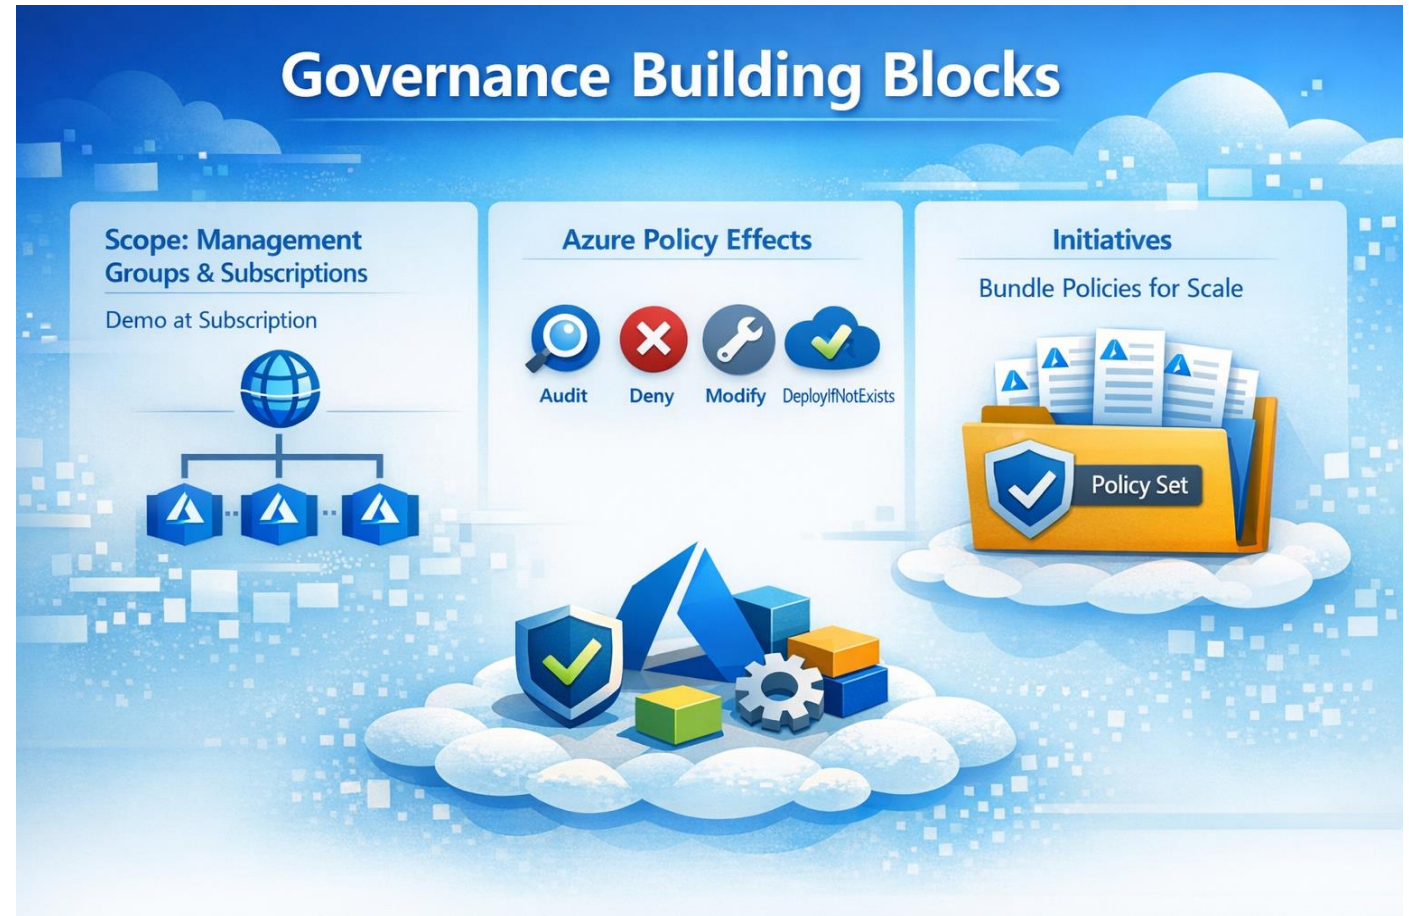 Governance Building Blocks
Scope: Management
Groups & Subscriptions
Demo at Subscription
Azure Policy Effects
Audit
Deny
Modify
DeployIfNotExists
Initiatives
Bundle Policies for Scale
Policy Set